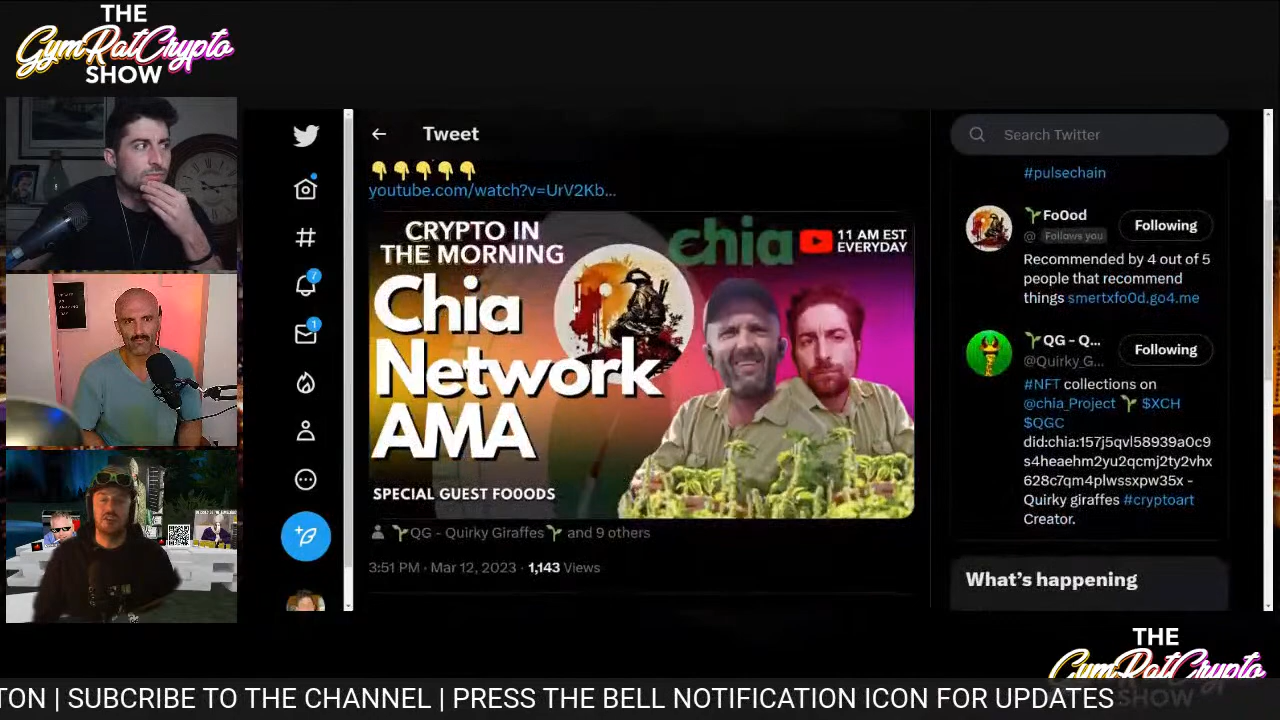 THE
GymRatCrypto
SHOW
Tweet
youtube.com/watch?v=UrV2Kb...
CRYPTO IN
THE MORNING
chia
11 AM EST
EVERYDAY
Chia
Network
AMA
SPECIAL GUEST FO0ODS
QG - Quirky Giraffes and 9 others
3:51 PM · Mar 12, 2023 · 1,143 Views
Search Twitter
#pulsechain
Fo0od
Following
@ Follows you
Recommended by 4 out of 5
people that recommend
things smertxfo0d.go4.me
QG - Q...
Following
@Quirky_G...
#NFT collections on
@chia_Project $XCH
$QGC
did:chia:157j5qvl58939a0c9
s4heaehm2yu2qcmj2ty2vhx
628c7qm4plwssxpw35x -
Quirky giraffes #cryptoart
Creator.
What's happening
7
1
THE
GymRatCrypto
SHOW
TON | SUBCRIBE TO THE CHANNEL | PRESS THE BELL NOTIFICATION ICON FOR UPDATES